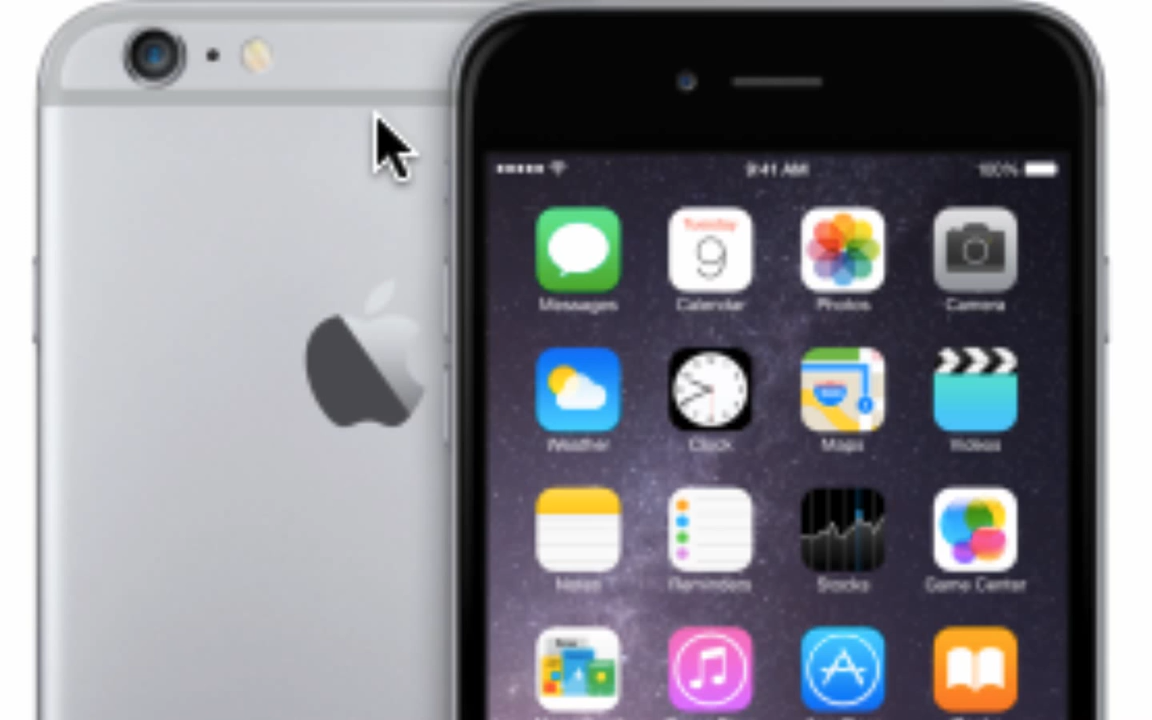 9:41 AM 100%
Tuesday
9
Messages Calendar Photos Camera
Weather Clock Maps Videos
Notes Reminders Stocks Game Center